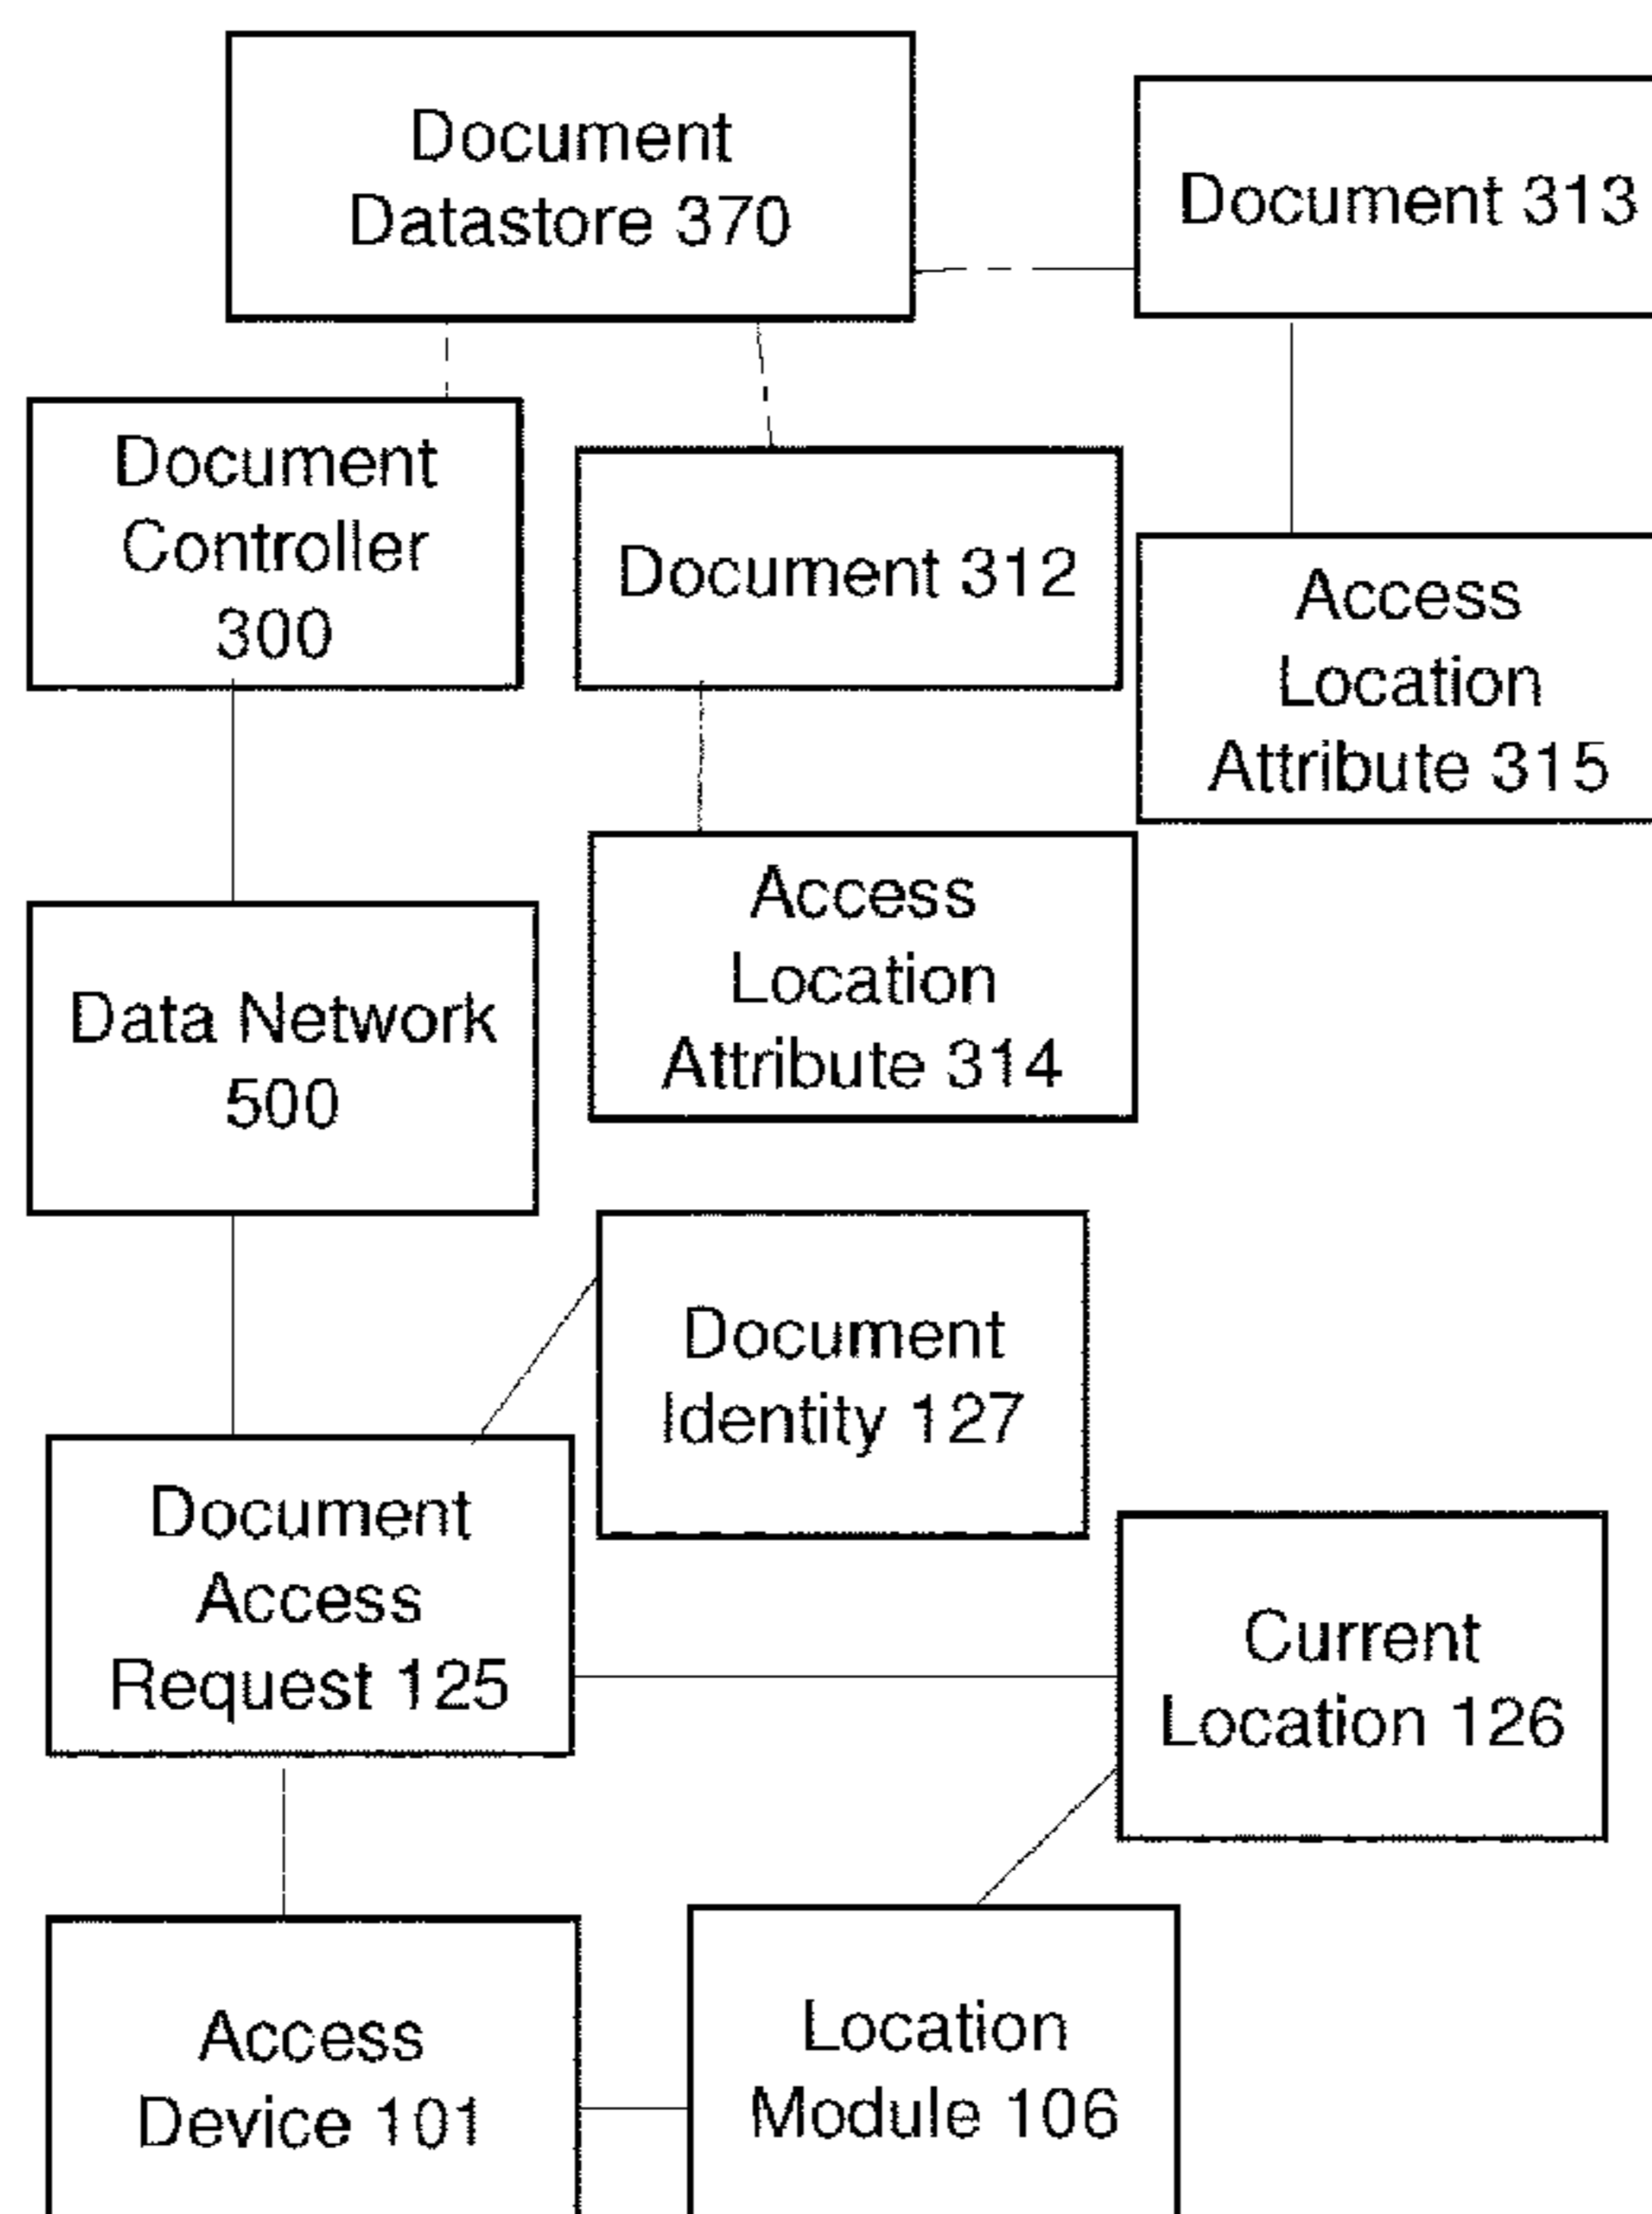 Document
Datastore 370
Document 313
Document
Controller
300
Document 312
Access
Location
Attribute 315
Access
Location
Attribute 314
Data Network
500
Document
Identity 127
Document
Access
Request 125
Current
Location 126
Access
Device 101
Location
Module 106